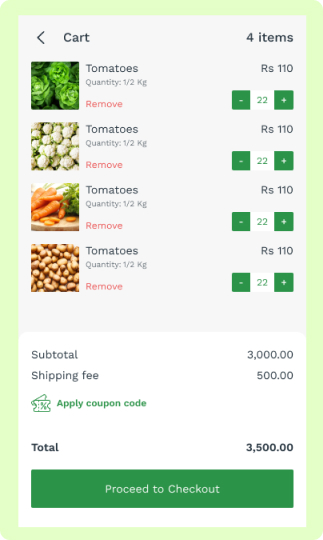 Cart 4 items
Tomatoes Rs 110
Quantity: 1/2 Kg
Remove - 22 +
Tomatoes Rs 110
Quantity: 1/2 Kg
Remove - 22 +
Tomatoes Rs 110
Quantity: 1/2 Kg
Remove - 22 +
Tomatoes Rs 110
Quantity: 1/2 Kg
Remove - 22 +
Subtotal 3,000.00
Shipping fee 500.00
Apply coupon code
Total 3,500.00
Proceed to Checkout